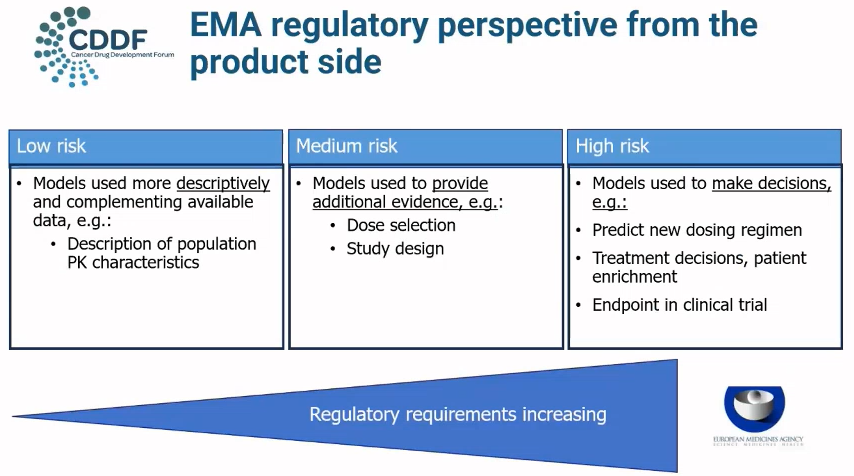 CDDF
Cancer Drug Development Forum
EMA regulatory perspective from the
product side
Low risk
• Models used more descriptively
and complementing available
data, e.g.:
• Description of population
PK characteristics
Medium risk
• Models used to provide
additional evidence, e.g.:
• Dose selection
• Study design
High risk
• Models used to make decisions,
e.g.:
• Predict new dosing regimen
• Treatment decisions, patient
enrichment
• Endpoint in clinical trial
Regulatory requirements increasing
EUROPEAN MEDICINES AGENCY
SCIENCE MEDICINES HEALTH